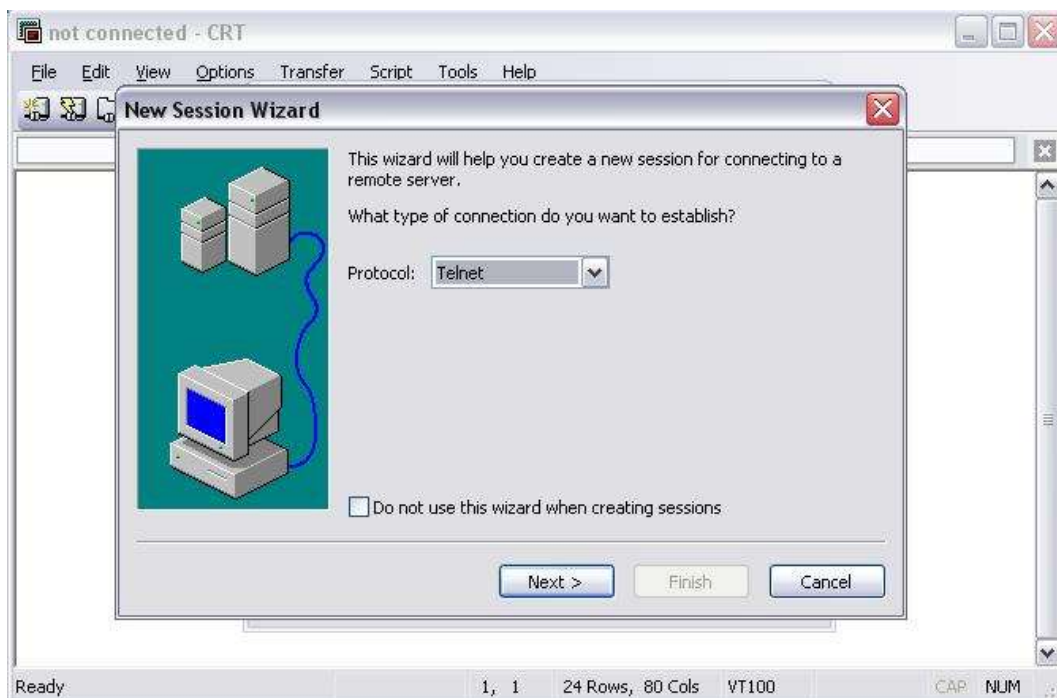 not connected - CRT
File Edit View Options Transfer Script Tools Help
New Session Wizard
This wizard will help you create a new session for connecting to a
remote server.
What type of connection do you want to establish?
Protocol: Telnet
Do not use this wizard when creating sessions
Next > Finish Cancel
Ready 1, 1 24 Rows, 80 Cols VT100 CAP NUM